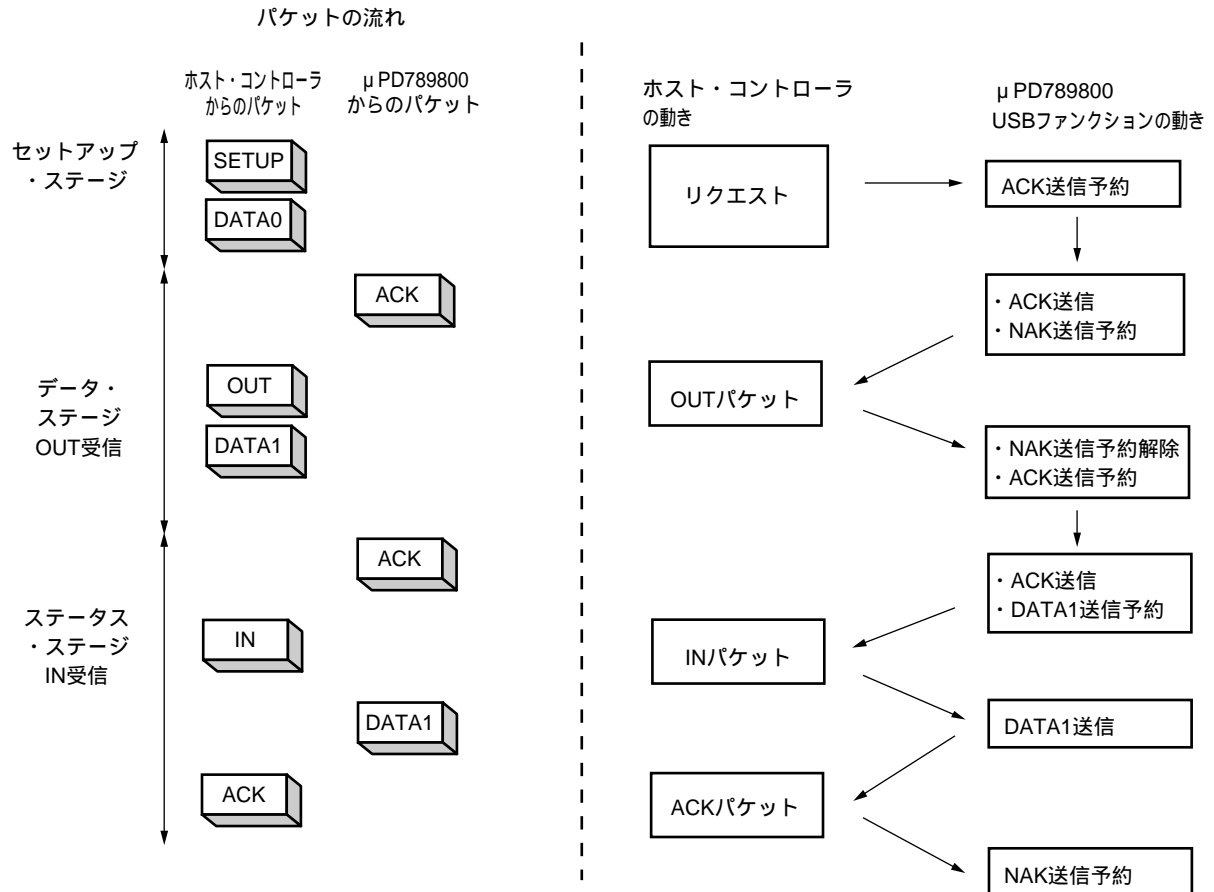 パケットの流れ
ホスト・コントローラ
からのパケット
μPD789800
からのパケット
セットアップ
・ステージ
SETUP
DATA0
ACK
データ・
ステージ
OUT受信
OUT
DATA1
ACK
ステータス
・ステージ
IN受信
IN
DATA1
ACK
ホスト・コントローラ
の動き
μPD789800
USBファンクションの動き
リクエスト
ACK送信予約
・ACK送信
・NAK送信予約
OUTパケット
・NAK送信予約解除
・ACK送信予約
・ACK送信
・DATA1送信予約
INパケット
DATA1送信
ACKパケット
NAK送信予約